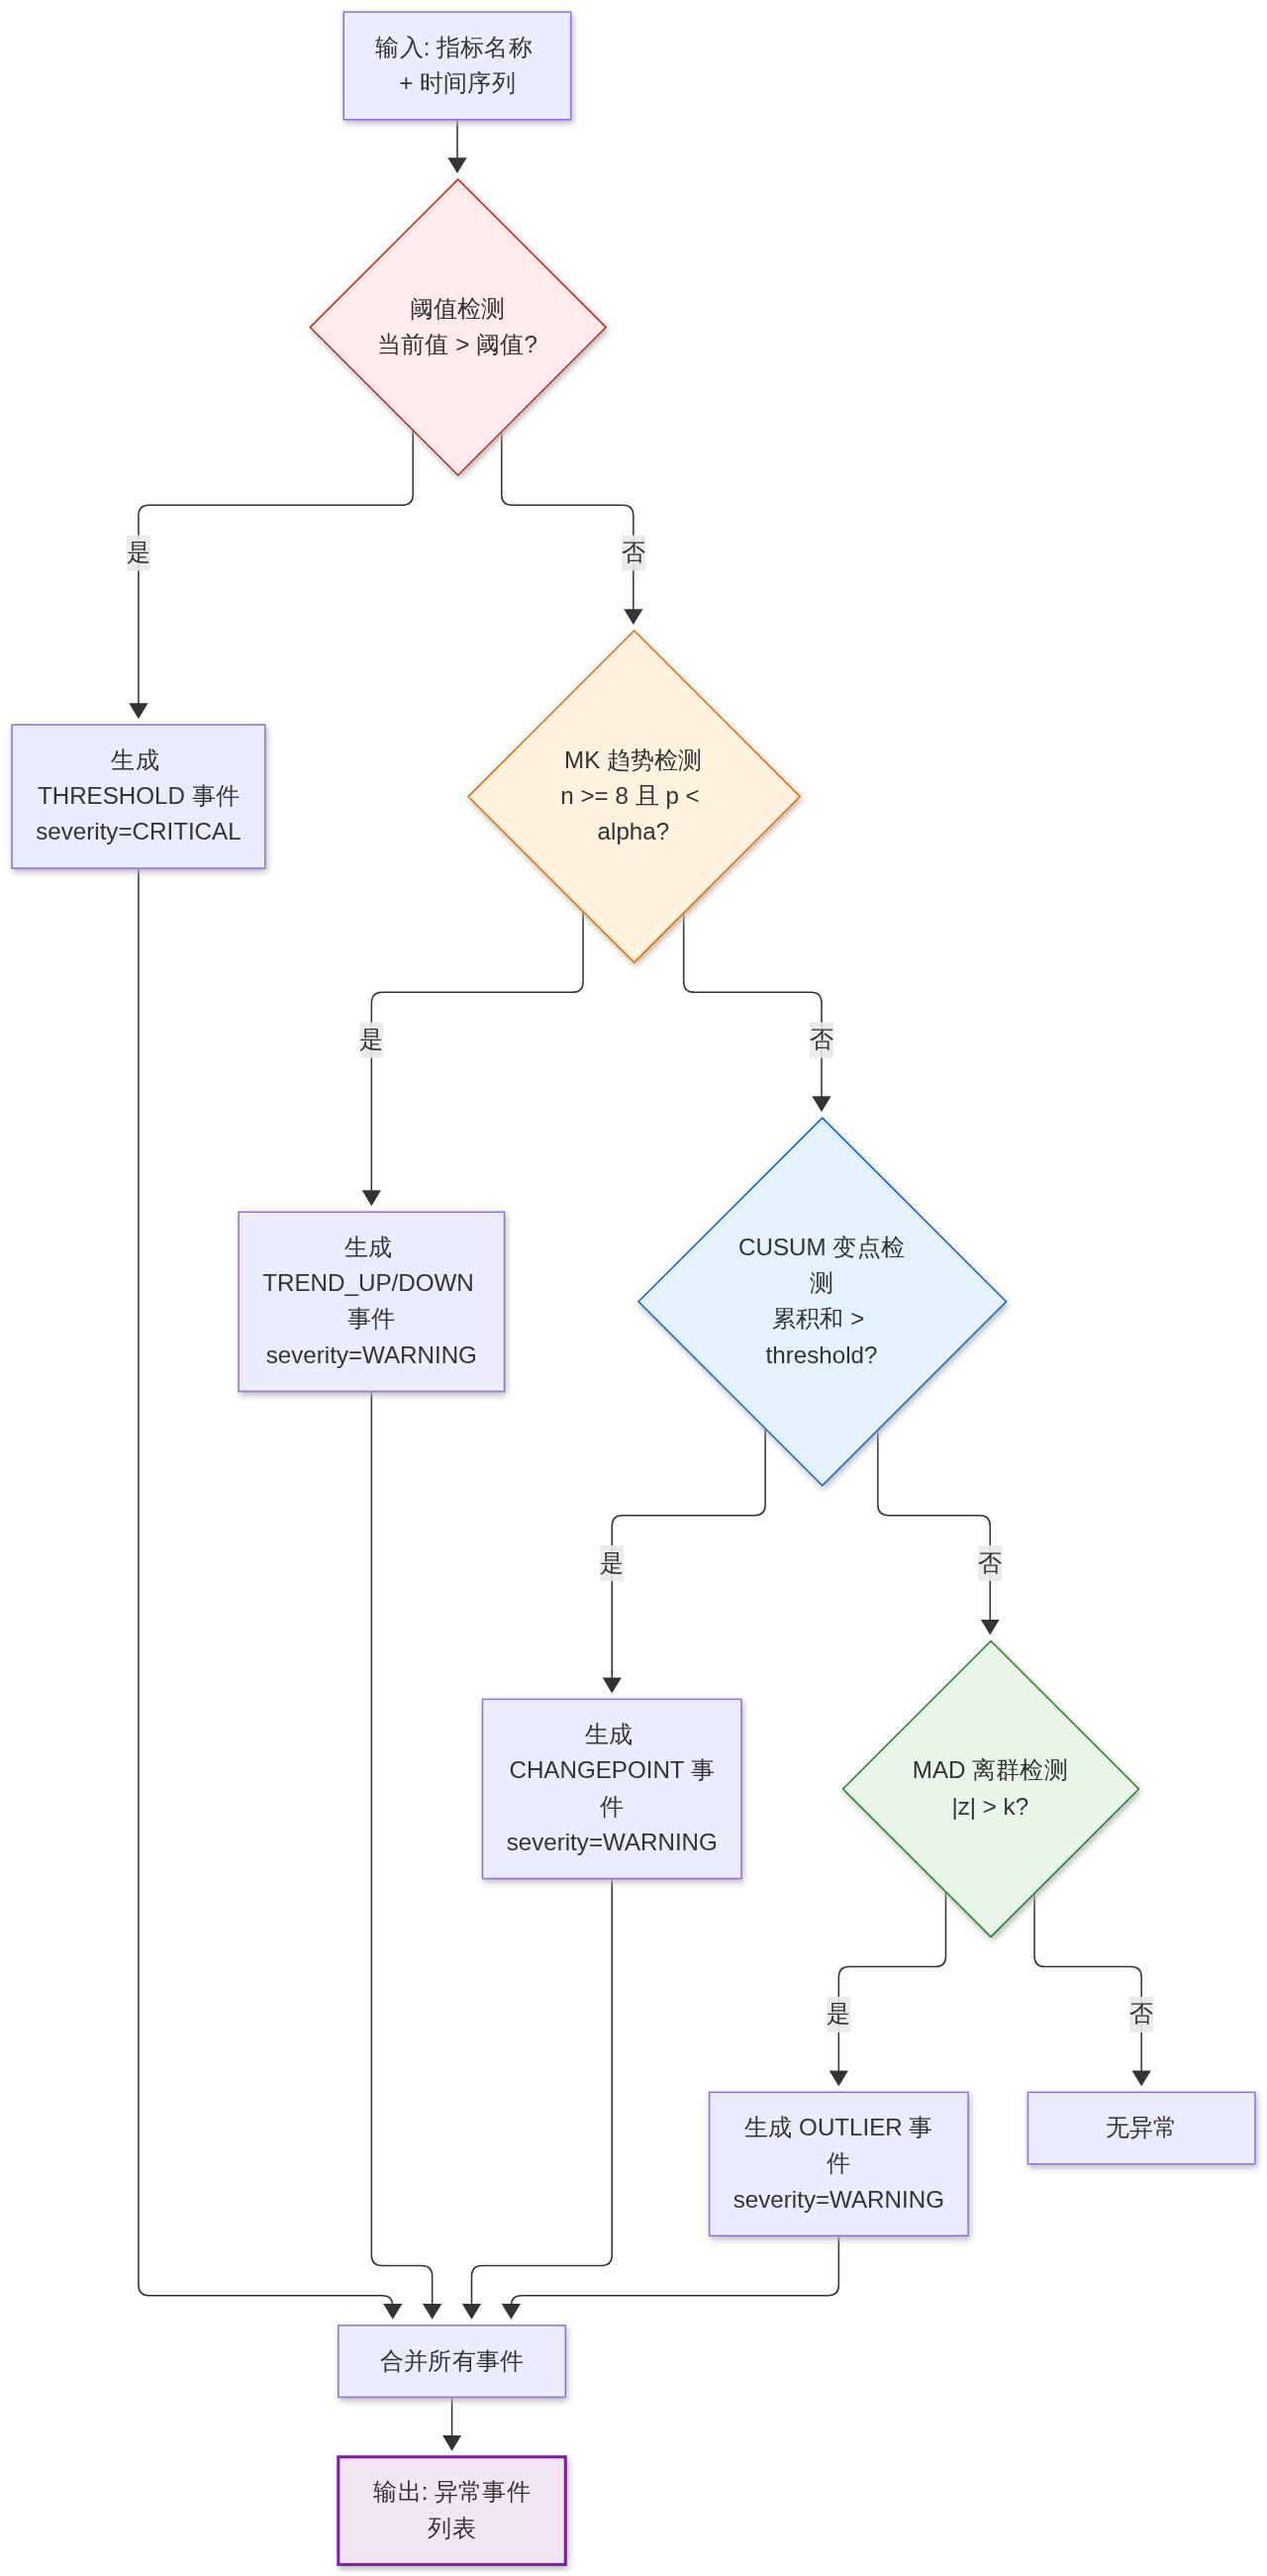 输入: 指标名称
+ 时间序列
阈值检测
当前值 > 阈值?
是
否
生成
THRESHOLD 事件
severity=CRITICAL
MK 趋势检测
n >= 8 且 p <
alpha?
是
否
生成
TREND_UP/DOWN
事件
severity=WARNING
CUSUM 变点检
测
累积和 >
threshold?
是
否
生成
CHANGEPOINT 事
件
severity=WARNING
MAD 离群检测
|z| > k?
是
否
生成 OUTLIER 事
件
severity=WARNING
无异常
合并所有事件
输出: 异常事件
列表